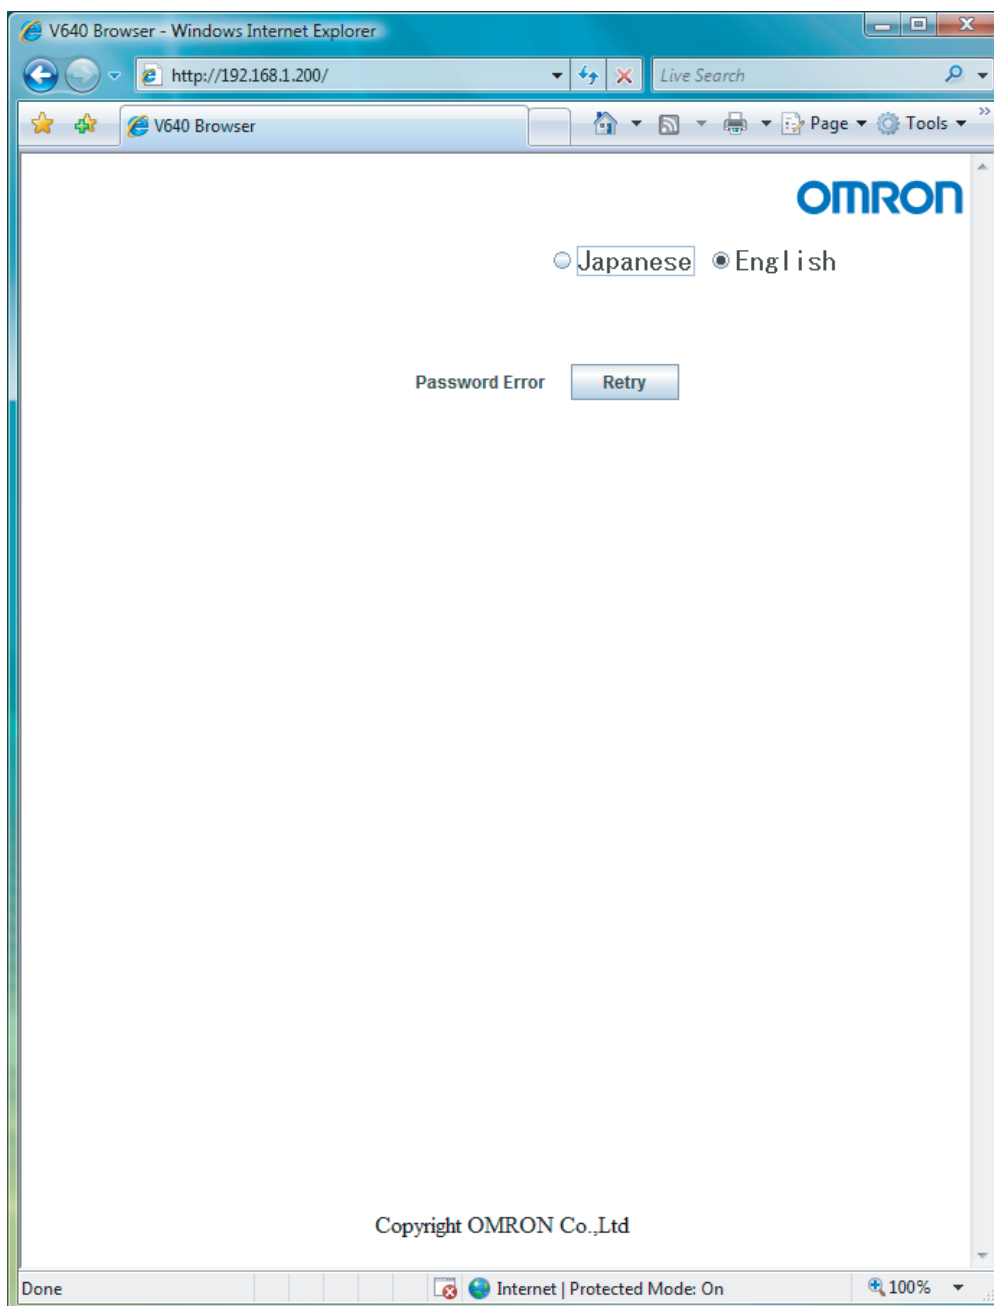 V640 Browser - Windows Internet Explorer
http://192.168.1.200/
Live Search
V640 Browser
Page
Tools
OMRON
Japanese English
Password Error Retry
Copyright OMRON Co.,Ltd
Done
Internet | Protected Mode: On
100%